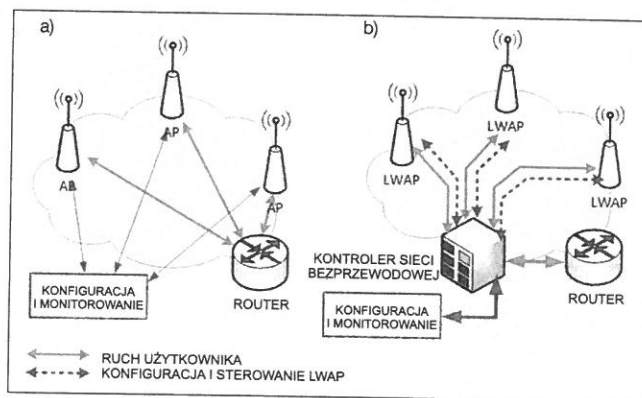 a)
AP
AP
AP
KONFIGURACJA
I MONITOROWANIE
ROUTER
b)
LWAP
LWAP
LWAP
KONTROLER SIECI
BEZPRZEWODOWEJ
KONFIGURACJA
I MONITOROWANIE
ROUTER
RUCH UŻYTKOWNIKA
KONFIGURACJA I STEROWANIE LWAP